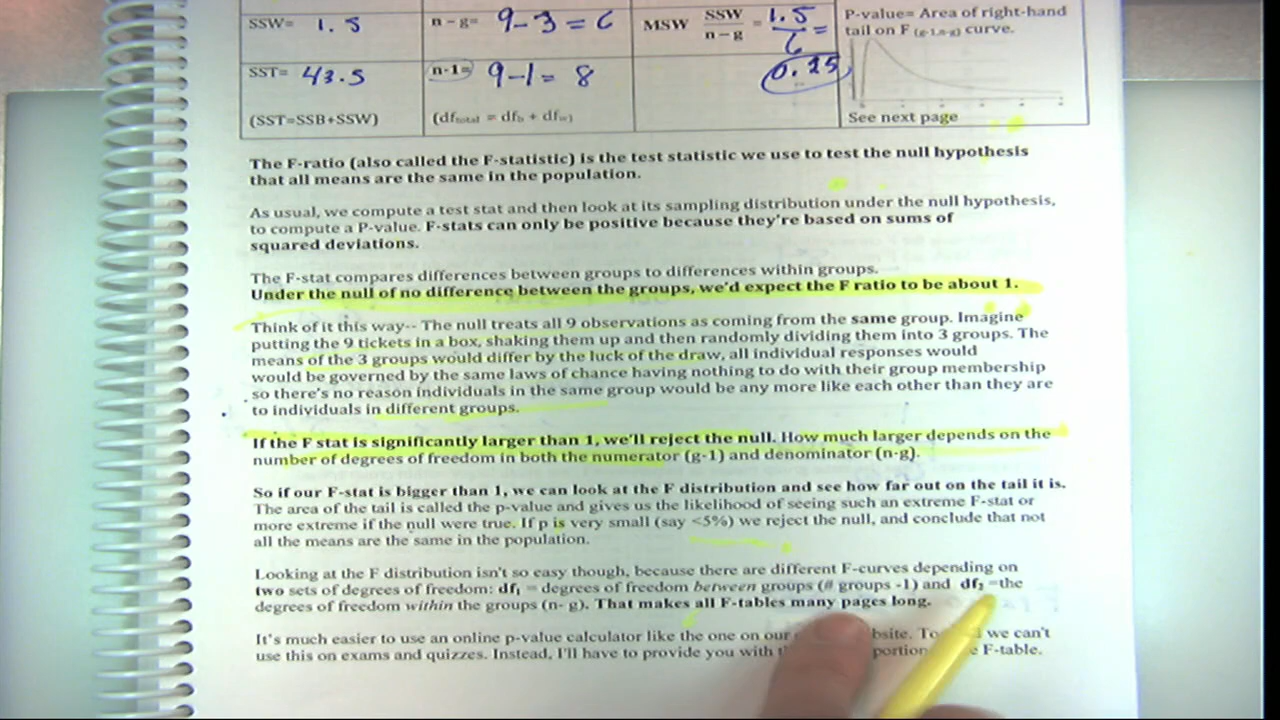 SSW= 1.5
n - g= 9-3 = 6
MSW SSW/n-g = 1.5/6 = 0.25
P-value= Area of right-hand
tail on F (g-1,n-g) curve.
SST= 43.5
n-1= 9-1= 8
(SST=SSB+SSW)
(dftotal = dfb + dfw)
See next page
The F-ratio (also called the F-statistic) is the test statistic we use to test the null hypothesis
that all means are the same in the population.
As usual, we compute a test stat and then look at its sampling distribution under the null hypothesis,
to compute a P-value. F-stats can only be positive because they're based on sums of
squared deviations.
The F-stat compares differences between groups to differences within groups.
Under the null of no difference between the groups, we'd expect the F ratio to be about 1.
Think of it this way-- The null treats all 9 observations as coming from the same group. Imagine
putting the 9 tickets in a box, shaking them up and then randomly dividing them into 3 groups. The
means of the 3 groups would differ by the luck of the draw, all individual responses would
would be governed by the same laws of chance having nothing to do with their group membership
so there's no reason individuals in the same group would be any more like each other than they are
to individuals in different groups.
If the F stat is significantly larger than 1, we'll reject the null. How much larger depends on the
number of degrees of freedom in both the numerator (g-1) and denominator (n-g).
So if our F-stat is bigger than 1, we can look at the F distribution and see how far out on the tail it is.
The area of the tail is called the p-value and gives us the likelihood of seeing such an extreme F-stat or
more extreme if the null were true. If p is very small (say <5%) we reject the null, and conclude that not
all the means are the same in the population.
Looking at the F distribution isn't so easy though, because there are different F-curves depending on
two sets of degrees of freedom: df1 = degrees of freedom between groups (# groups -1) and df2 =the
degrees of freedom within the groups (n- g). That makes all F-tables many pages long.
It's much easier to use an online p-value calculator like the one on our we can't
use this on exams and quizzes. Instead, I'll have to provide you with portion F-table.